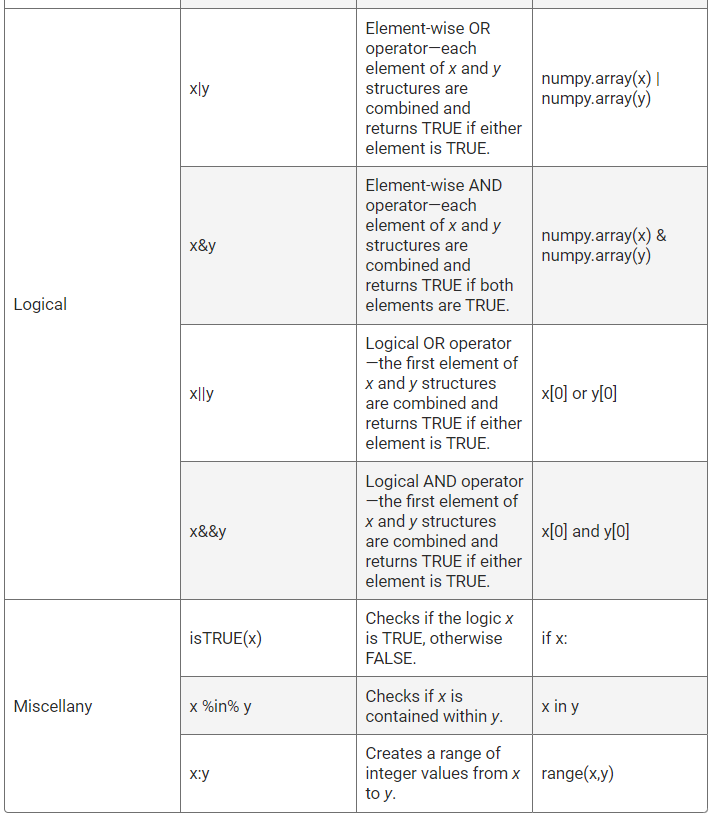 Logical
x|y
Element-wise OR
operator—each
element of x and y
structures are
combined and
returns TRUE if either
element is TRUE.
numpy.array(x) |
numpy.array(y)
x&y
Element-wise AND
operator—each
element of x and y
structures are
combined and
returns TRUE if both
elements are TRUE.
numpy.array(x) &
numpy.array(y)
x||y
Logical OR operator
—the first element of
x and y structures
are combined and
returns TRUE if either
element is TRUE.
x[0] or y[0]
x&&y
Logical AND operator
—the first element of
x and y structures
are combined and
returns TRUE if either
element is TRUE.
x[0] and y[0]
Miscellany
isTRUE(x)
Checks if the logic x
is TRUE, otherwise
FALSE.
if x:
x %in% y
Checks if x is
contained within y.
x in y
x:y
Creates a range of
integer values from x
to y.
range(x,y)